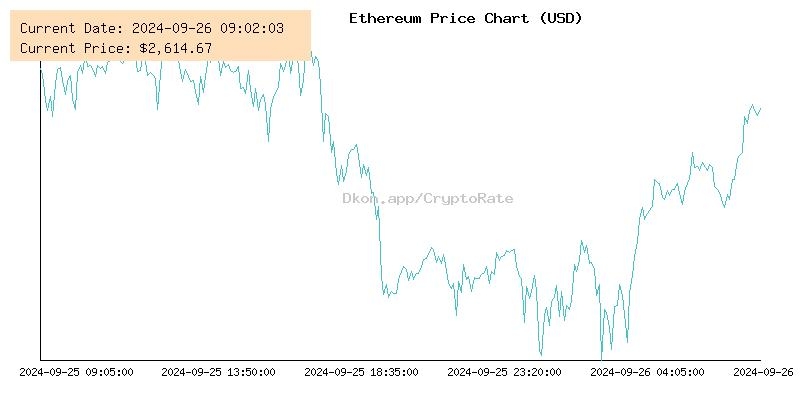 Ethereum Price Chart (USD)
Current Date: 2024-09-26 09:02:03
Current Price: $2,614.67
Dkon.app/CryptoRate
2024-09-25 09:05:00 2024-09-25 13:50:00 2024-09-25 18:35:00 2024-09-25 23:20:00 2024-09-26 04:05:00 2024-09-26